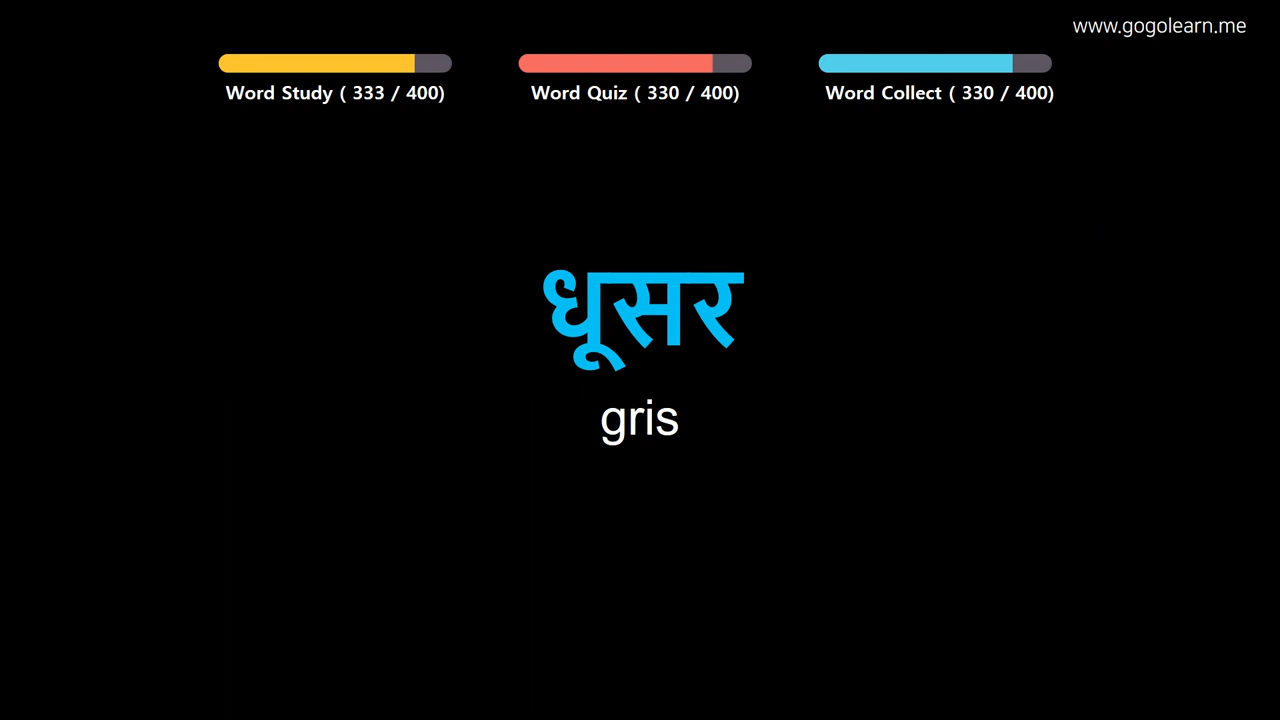 www.gogolearn.me
Word Study ( 333 / 400)
Word Quiz ( 330 / 400)
Word Collect ( 330 / 400)
धूसर
gris